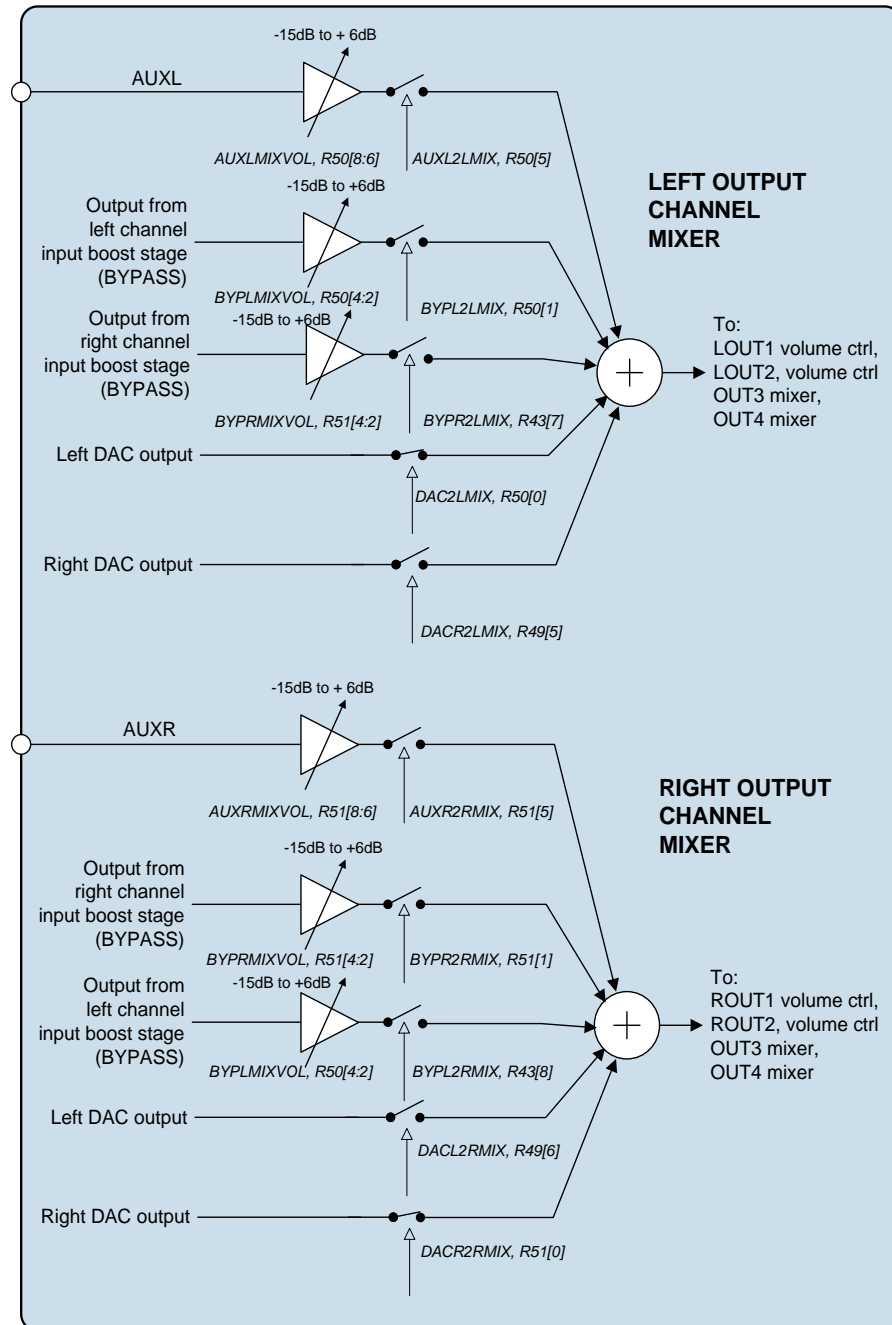 -15dB to + 6dB
AUXL
AUXLMIXVOL, R50[8:6]
AUXL2LMIX, R50[5]
LEFT OUTPUT
CHANNEL
MIXER
-15dB to +6dB
Output from
left channel
input boost stage
(BYPASS)
BYPLMIXVOL, R50[4:2]
BYPL2LMIX, R50[1]
-15dB to +6dB
Output from
right channel
input boost stage
(BYPASS)
BYPRMIXVOL, R51[4:2]
BYPR2LMIX, R43[7]
To:
LOUT1 volume ctrl,
LOUT2, volume ctrl
OUT3 mixer,
OUT4 mixer
Left DAC output
DAC2LMIX, R50[0]
Right DAC output
DACR2LMIX, R49[5]
-15dB to + 6dB
AUXR
AUXRMIXVOL, R51[8:6]
AUXR2RMIX, R51[5]
RIGHT OUTPUT
CHANNEL
MIXER
-15dB to +6dB
Output from
right channel
input boost stage
(BYPASS)
BYPRMIXVOL, R51[4:2]
BYPR2RMIX, R51[1]
-15dB to +6dB
Output from
left channel
input boost stage
(BYPASS)
BYPLMIXVOL, R50[4:2]
BYPL2RMIX, R43[8]
To:
ROUT1 volume ctrl,
ROUT2, volume ctrl
OUT3 mixer,
OUT4 mixer
Left DAC output
DACL2RMIX, R49[6]
Right DAC output
DACR2RMIX, R51[0]